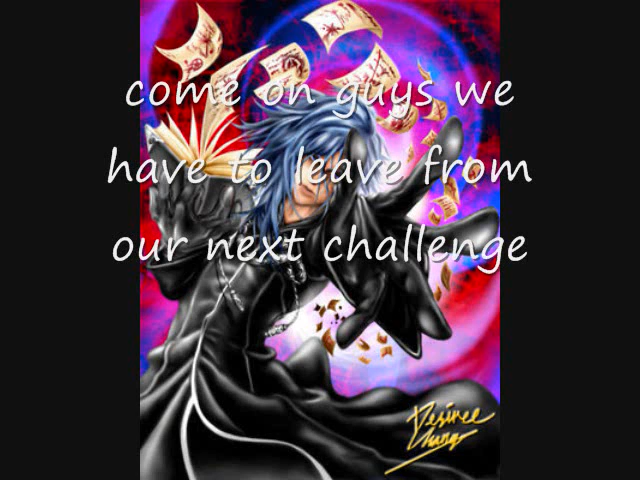 come on guys we
have to leave from
our next challenge
Desiree